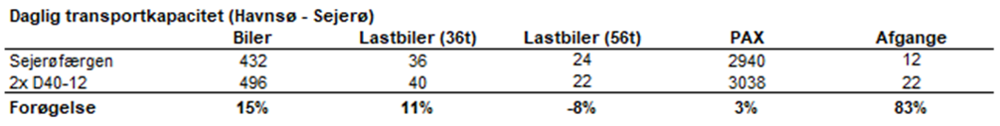 Daglig transportkapacitet (Havnsø - Sejerø)
Biler Lastbiler (36t) Lastbiler (56t) PAX Afgange
Sejerøfærgen 432 36 24 2940 12
2x D40-12 496 40 22 3038 22
Forøgelse 15% 11% -8% 3% 83%